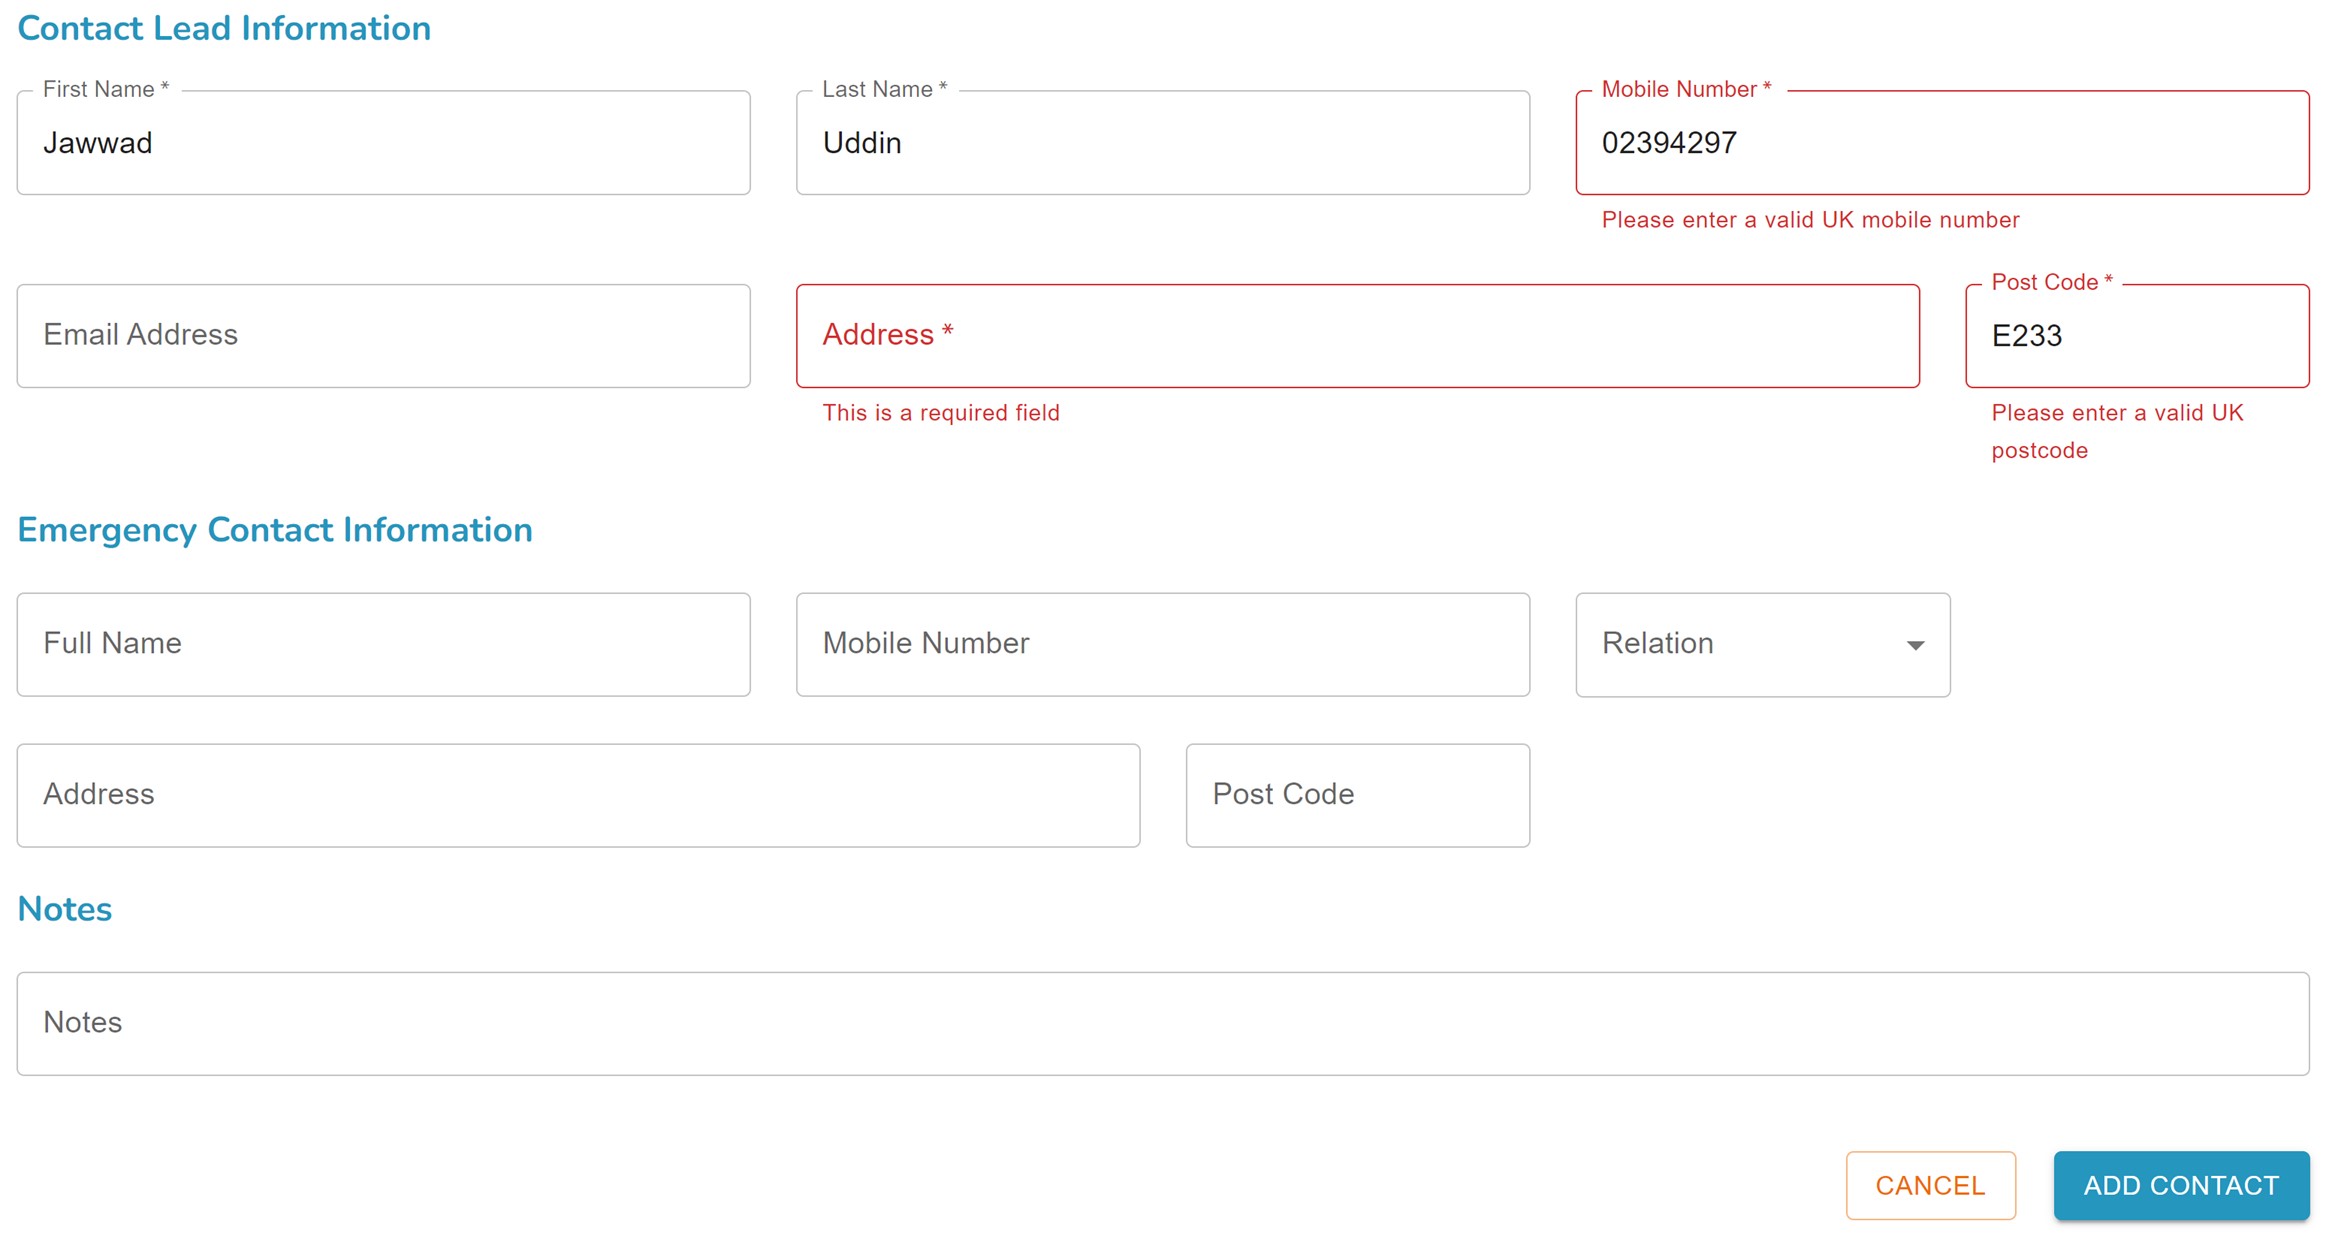 Contact Lead Information
First Name *
Last Name *
Mobile Number *
Jawwad
Uddin
02394297
Please enter a valid UK mobile number
Post Code *
Email Address
Address *
E233
This is a required field
Please enter a valid UK
postcode
Emergency Contact Information
Full Name
Mobile Number
Relation
Address
Post Code
Notes
Notes
CANCEL
ADD CONTACT